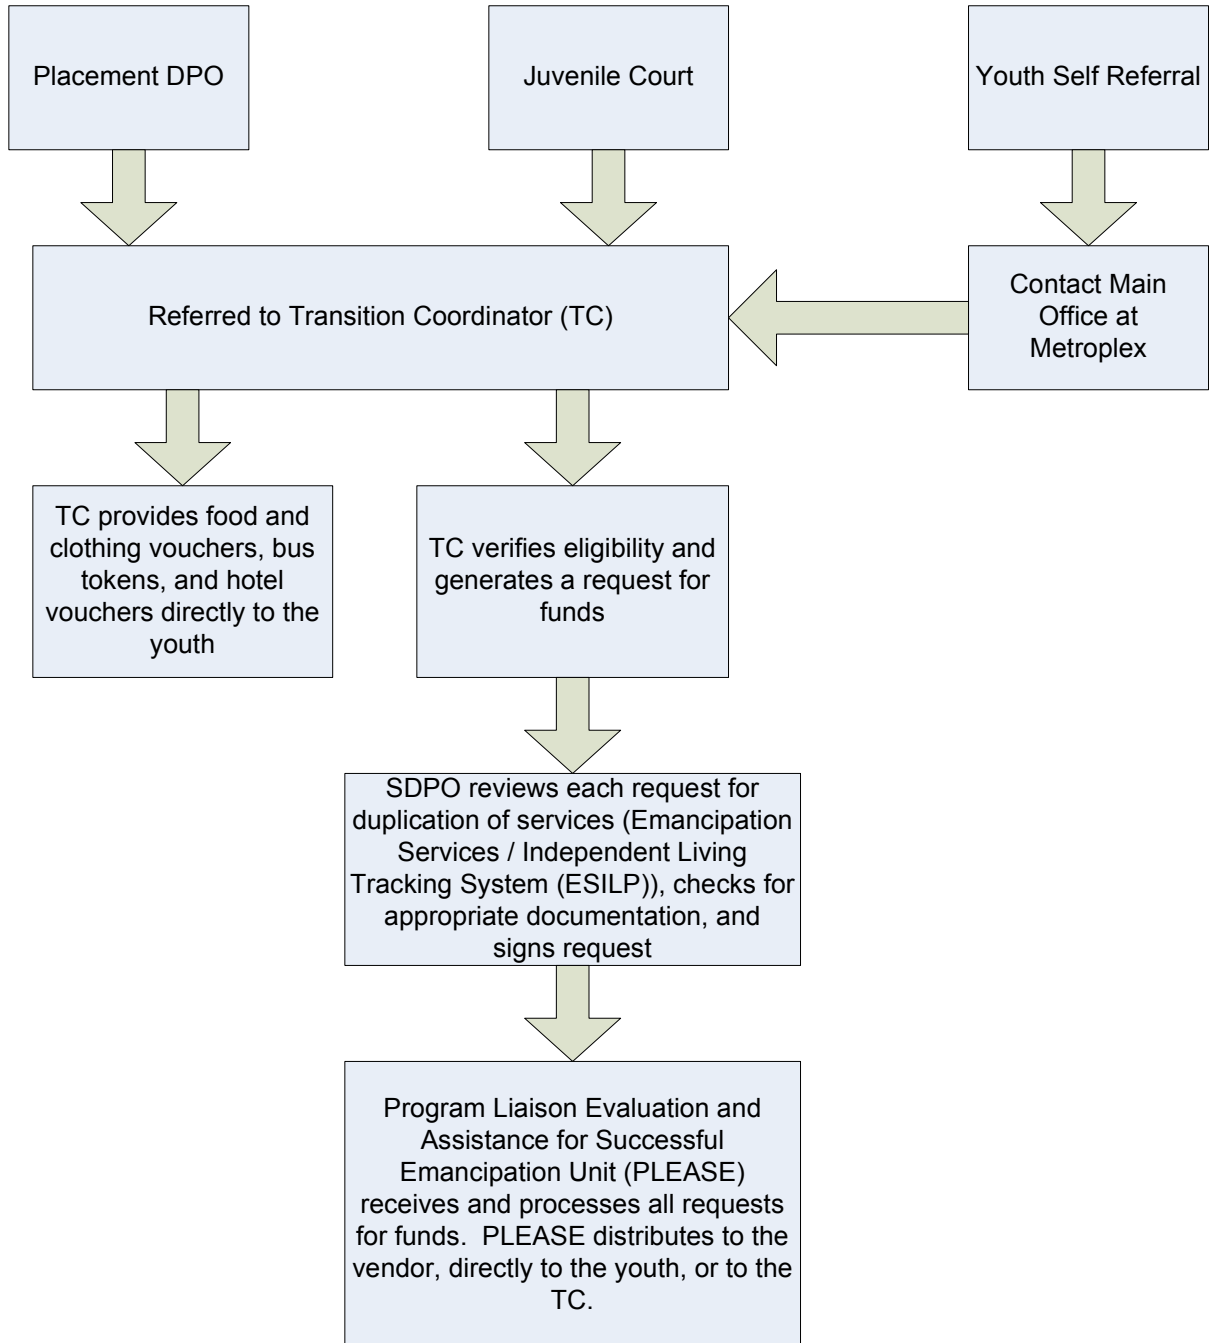 Placement DPO
Juvenile Court
Youth Self Referral
Referred to Transition Coordinator (TC)
Contact Main
Office at
Metroplex
TC provides food and
clothing vouchers, bus
tokens, and hotel
vouchers directly to the
youth
TC verifies eligibility and
generates a request for
funds
SDPO reviews each request for
duplication of services (Emancipation
Services / Independent Living
Tracking System (ESILP)), checks for
appropriate documentation, and
signs request
Program Liaison Evaluation and
Assistance for Successful
Emancipation Unit (PLEASE)
receives and processes all requests
for funds.  PLEASE distributes to the
vendor, directly to the youth, or to the
TC.